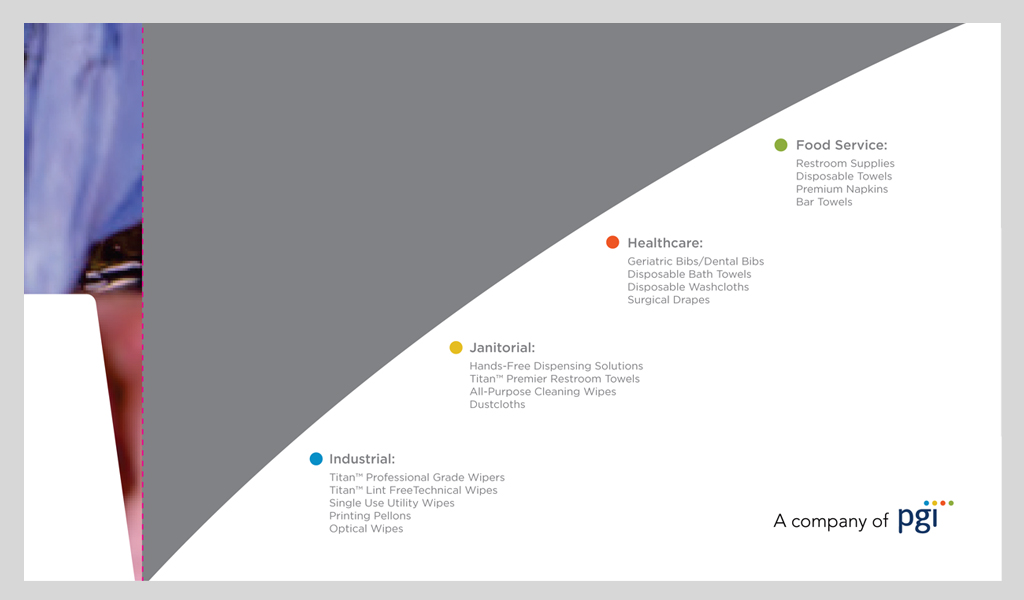 Food Service:
Restroom Supplies
Disposable Towels
Premium Napkins
Bar Towels
Healthcare:
Geriatric Bibs/Dental Bibs
Disposable Bath Towels
Disposable Washcloths
Surgical Drapes
Janitorial:
Hands-Free Dispensing Solutions
Titan™ Premier Restroom Towels
All-Purpose Cleaning Wipes
Dustcloths
Industrial:
Titan™ Professional Grade Wipers
Titan™ Lint FreeTechnical Wipes
Single Use Utility Wipes
Printing Pellons
Optical Wipes
A company of pgi